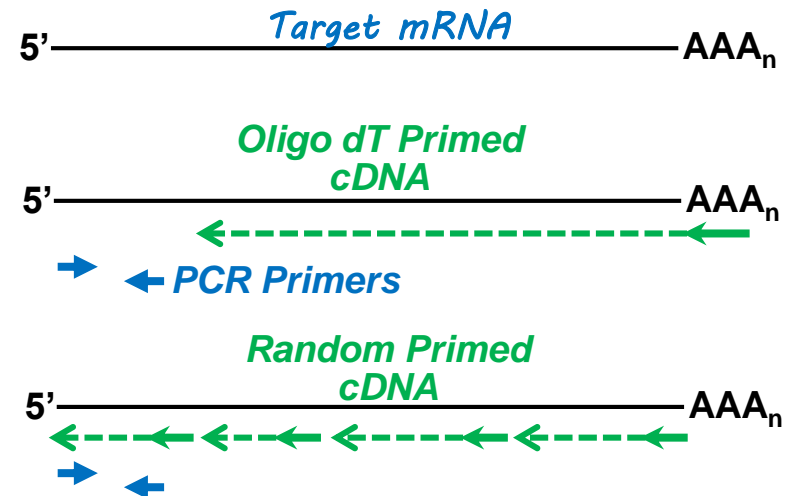 Target mRNA
5’ AAAn
Oligo dT Primed
cDNA
5’ AAAn
PCR Primers
Random Primed
cDNA
5’ AAAn